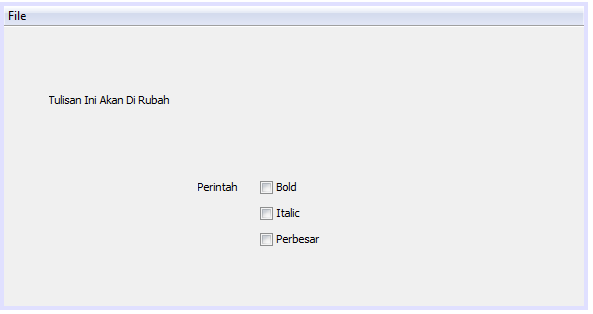 File
Tulisan Ini Akan Di Rubah
Perintah Bold
Italic
Perbesar